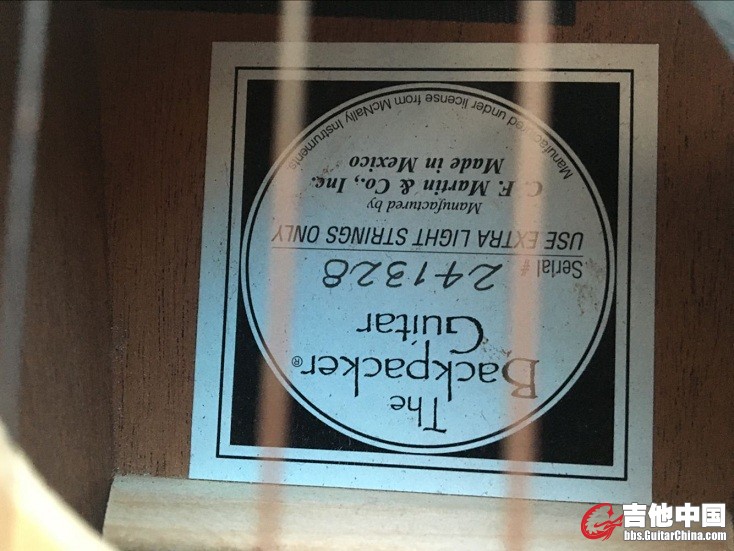 The
Backpacker®
Guitar
Serial # 241328
USE EXTRA LIGHT STRINGS ONLY
Manufactured by
C. F. Martin & Co., Inc.
Made in Mexico
Manufactured under license from McNally Instruments
吉他中国
bbs.GuitarChina.com